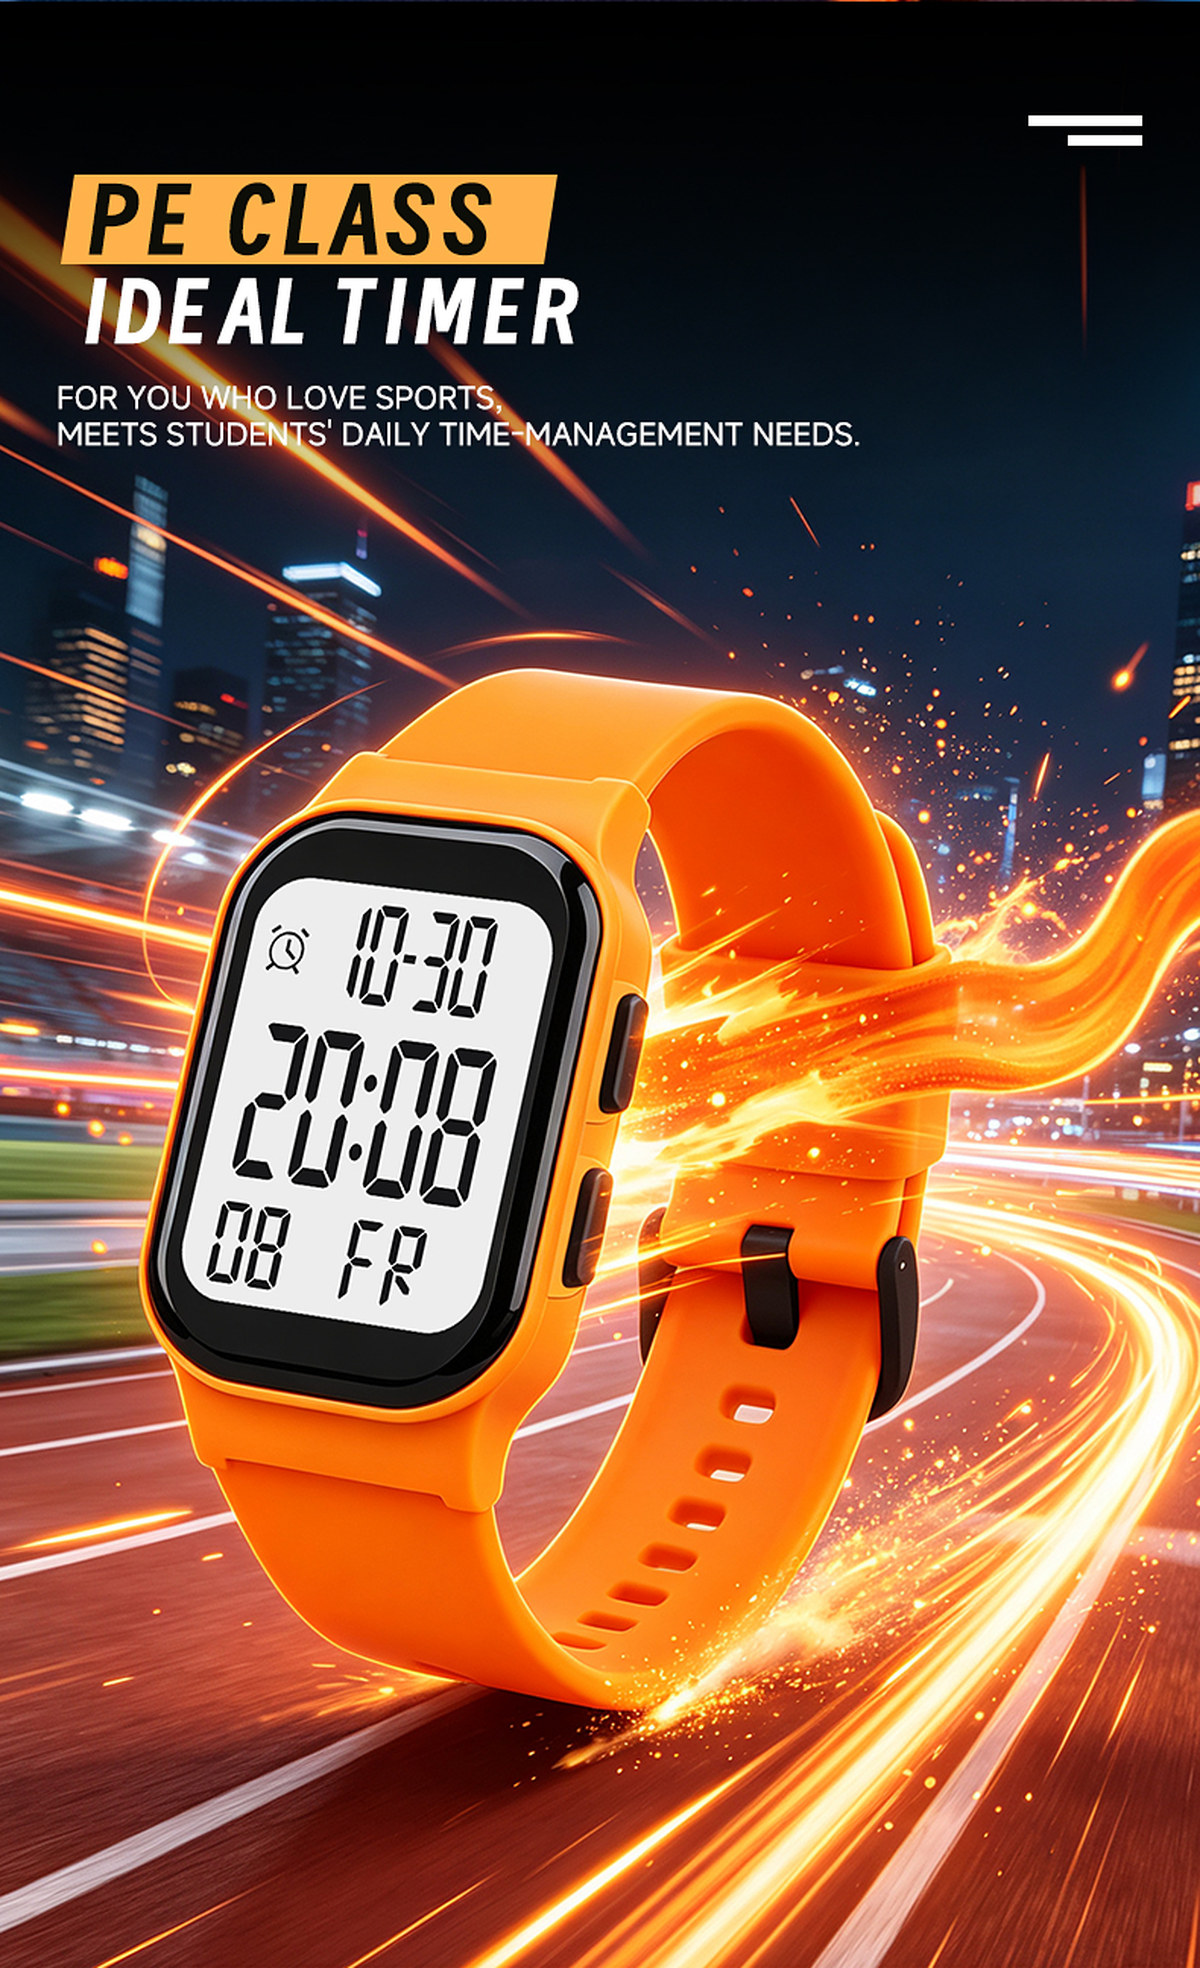 PE CLASS
IDEAL TIMER
FOR YOU WHO LOVE SPORTS,
MEETS STUDENTS' DAILY TIME-MANAGEMENT NEEDS.
10-30
20:08
08 FR